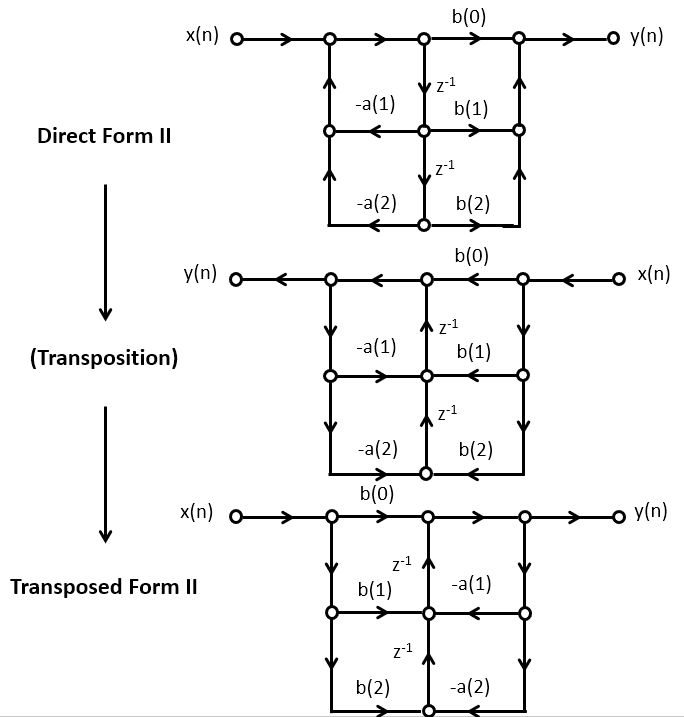 b(0)
x(n)
y(n)
z⁻¹
-a(1)
b(1)
Direct Form II
z⁻¹
-a(2)
b(2)
b(0)
y(n)
x(n)
z⁻¹
-a(1)
b(1)
(Transposition)
z⁻¹
-a(2)
b(2)
b(0)
x(n)
y(n)
z⁻¹
b(1)
-a(1)
Transposed Form II
z⁻¹
b(2)
-a(2)